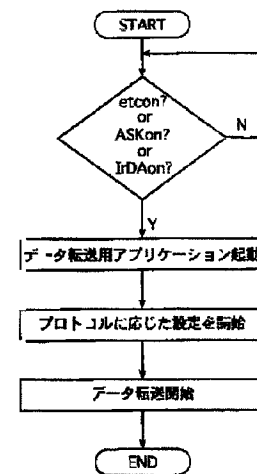 START
etcon?
or
ASKon?
or
IrDAon?
N
Y
データ転送用アプリケーション起動
プロトコルに応じた設定を開始
データ転送開始
END